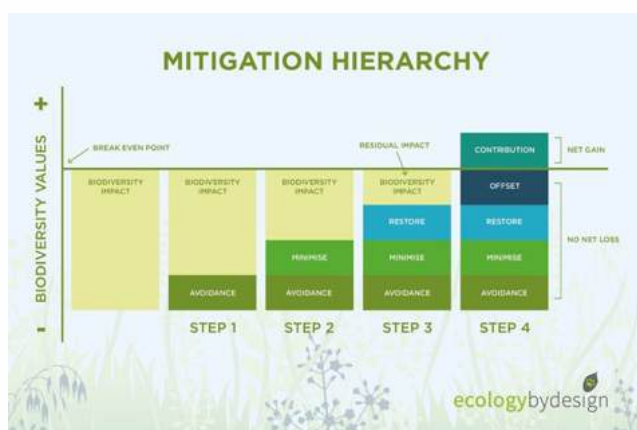 MITIGATION HIERARCHY
+
BIODIVERSITY VALUES
-
BREAK EVEN POINT
RESIDUAL IMPACT
CONTRIBUTION
NET GAIN
BIODIVERSITY
IMPACT
BIODIVERSITY
IMPACT
BIODIVERSITY
IMPACT
BIODIVERSITY
IMPACT
OFFSET
RESTORE
RESTORE
NO NET LOSS
MINIMISE
MINIMISE
MINIMISE
AVOIDANCE
AVOIDANCE
AVOIDANCE
AVOIDANCE
STEP 1
STEP 2
STEP 3
STEP 4
ecologybydesign